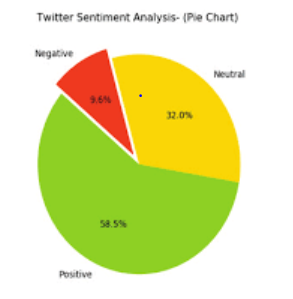 Twitter Sentiment Analysis- (Pie Chart)
Negative
Neutral
9.6%
32.0%
58.5%
Positive